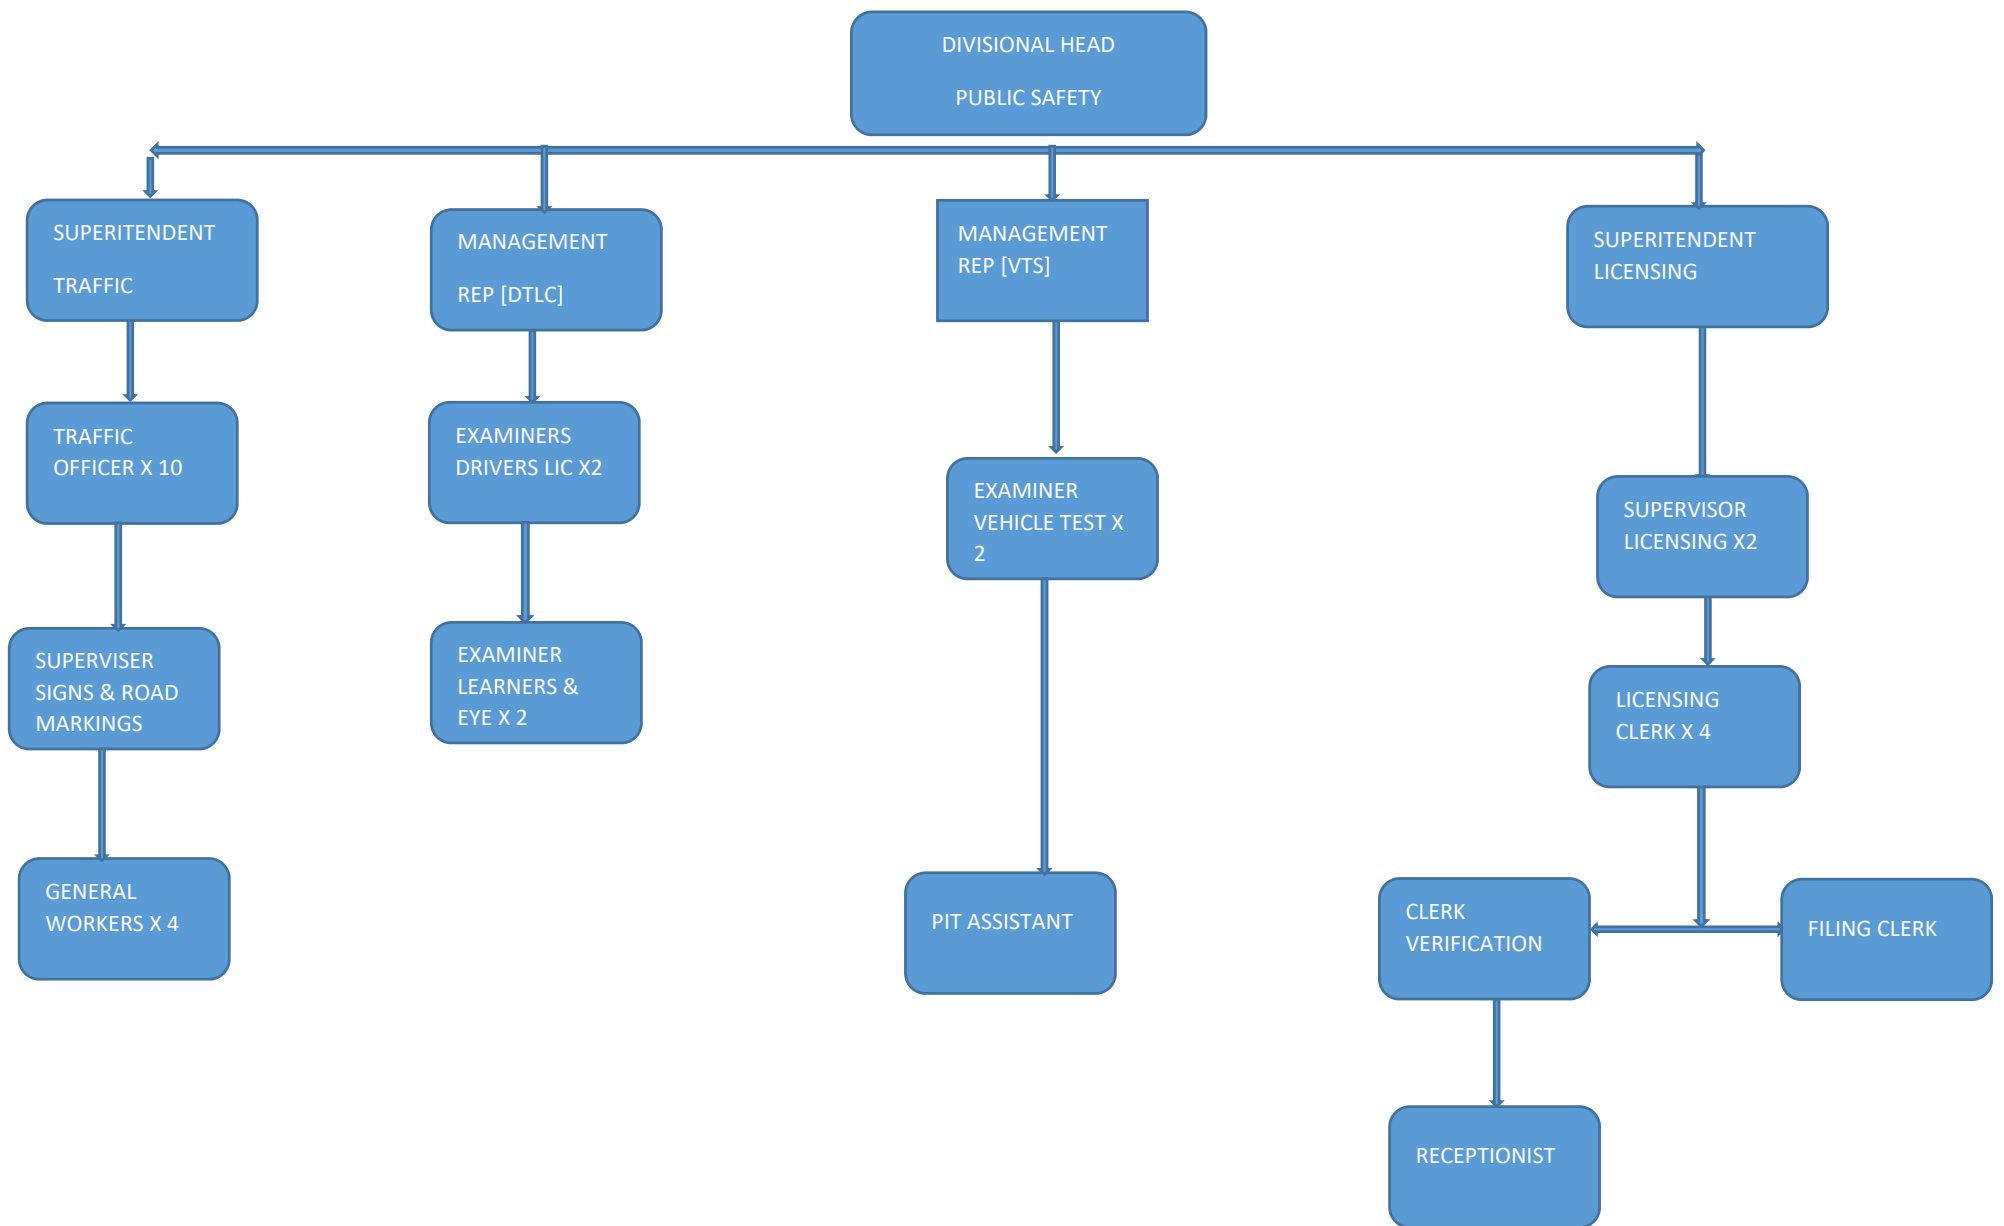 DIVISIONAL HEAD
PUBLIC SAFETY
SUPERITENDENT
TRAFFIC
MANAGEMENT
REP [DTLC]
MANAGEMENT
REP [VTS]
SUPERITENDENT
LICENSING
TRAFFIC
OFFICER X 10
EXAMINERS
DRIVERS LIC X2
EXAMINER
VEHICLE TEST X
2
SUPERVISOR
LICENSING X2
SUPERVISER
SIGNS & ROAD
MARKINGS
EXAMINER
LEARNERS &
EYE X 2
LICENSING
CLERK X 4
GENERAL
WORKERS X 4
PIT ASSISTANT
CLERK
VERIFICATION
FILING CLERK
RECEPTIONIST